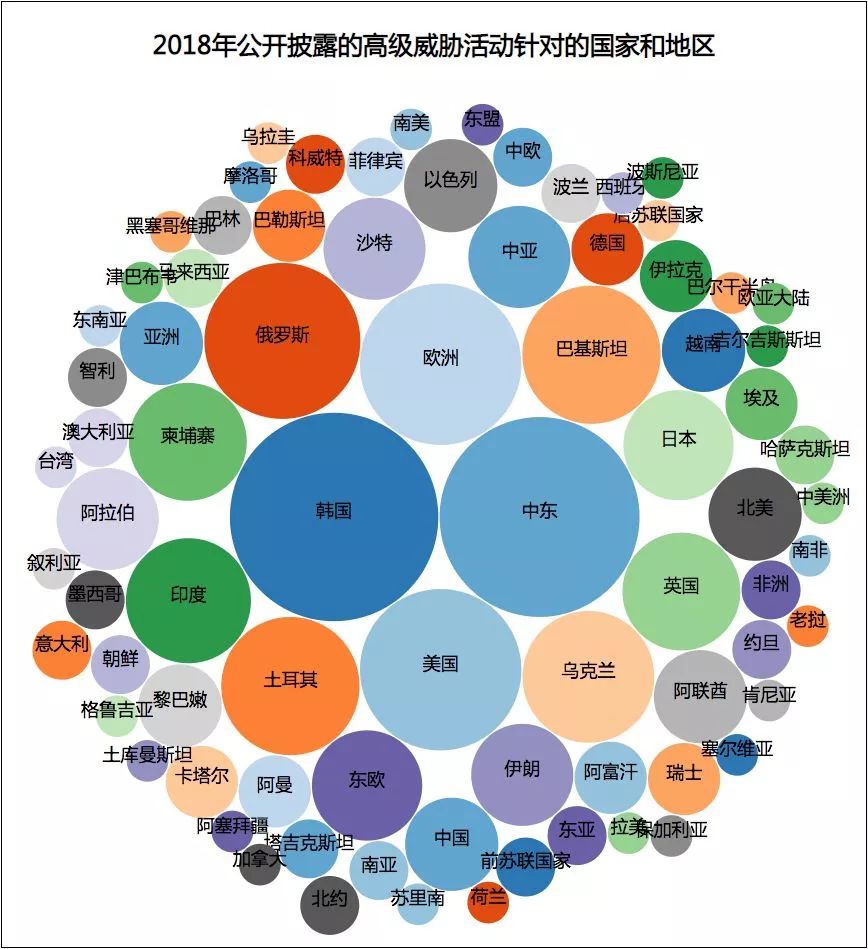 2018年公开披露的高级威胁活动针对的国家和地区
东盟
南美
乌拉圭
中欧
科威特
菲律宾
波斯尼亚
摩洛哥
以色列
波兰
西班牙
后苏联国家
巴林
巴勒斯坦
黑塞哥维那
沙特
中亚
德国
津巴布韦
马来西亚
伊拉克
巴尔干半岛
欧亚大陆
东南亚
亚洲
俄罗斯
欧洲
巴基斯坦
越南
吉尔吉斯斯坦
智利
埃及
澳大利亚
柬埔寨
日本
哈萨克斯坦
台湾
中美洲
阿拉伯
韩国
中东
北美
南非
叙利亚
墨西哥
印度
英国
非洲
老挝
意大利
朝鲜
约旦
土耳其
美国
乌克兰
格鲁吉亚
黎巴嫩
阿联酋
肯尼亚
土库曼斯坦
塞尔维亚
卡塔尔
阿曼
东欧
伊朗
阿富汗
瑞士
阿塞拜疆
塔吉克斯坦
中国
东亚
拉美
保加利亚
加拿大
南亚
前苏联国家
北约
苏里南
荷兰